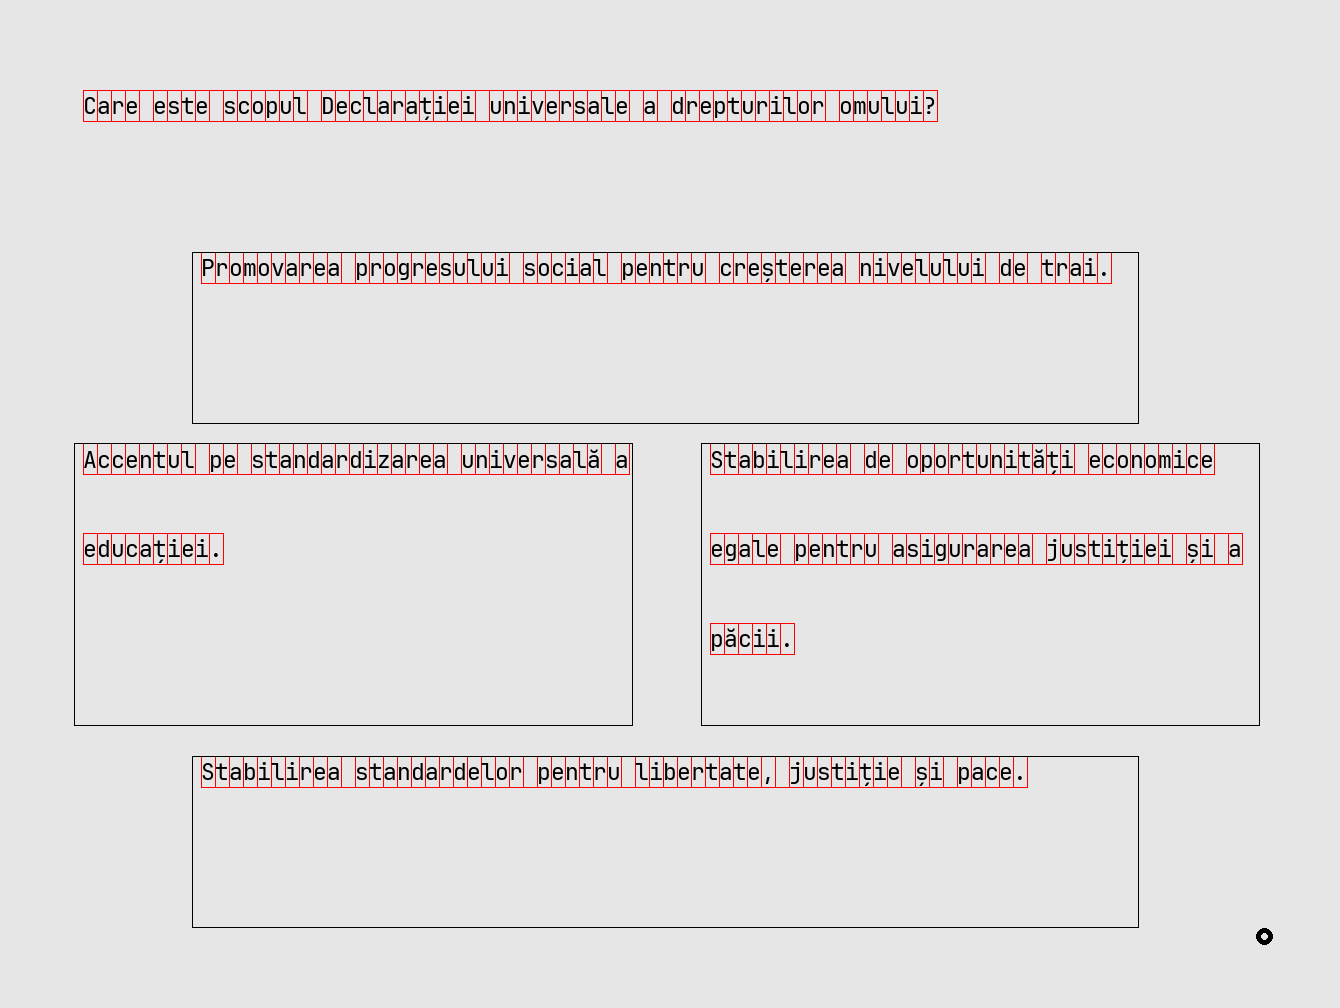 Care este scopul Declarației universale a drepturilor omului?
Promovarea progresului social pentru creșterea nivelului de trai.
Accentul pe standardizarea universală a
educației.
Stabilirea de oportunități economice
egale pentru asigurarea justiției și a
păcii.
Stabilirea standardelor pentru libertate, justiție și pace.